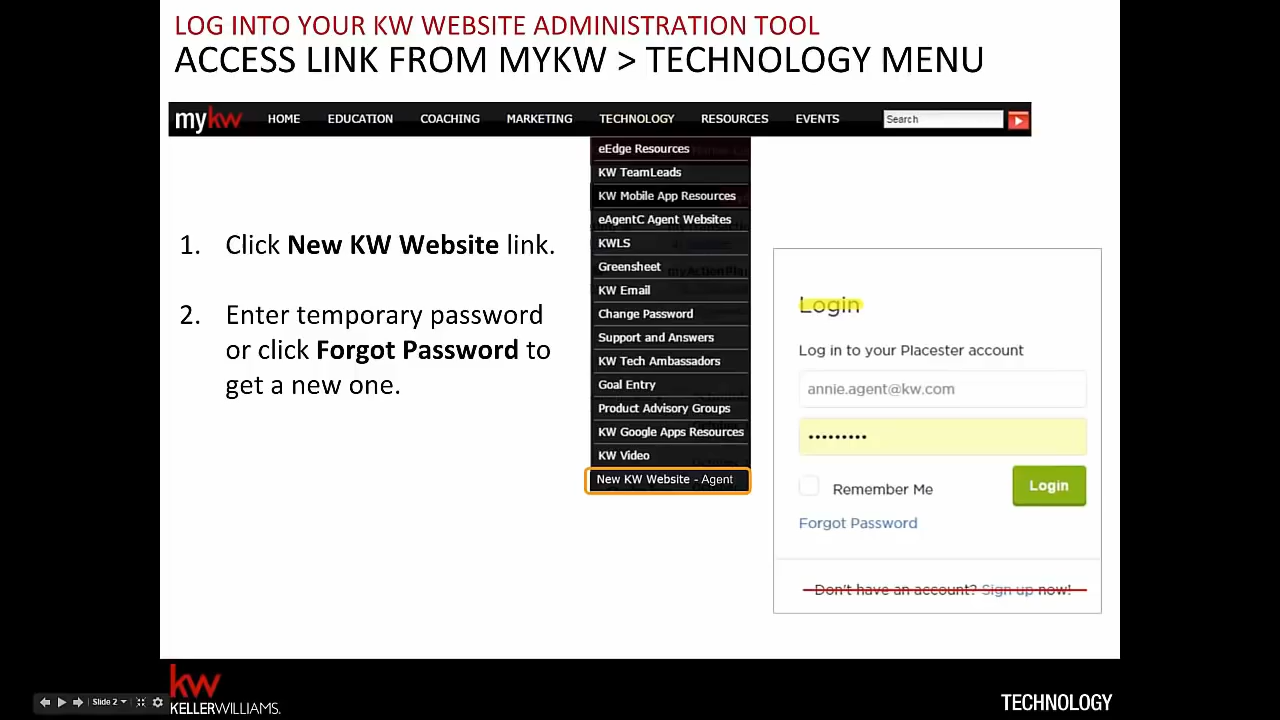 LOG INTO YOUR KW WEBSITE ADMINISTRATION TOOL
ACCESS LINK FROM MYKW > TECHNOLOGY MENU
mykw HOME EDUCATION COACHING MARKETING TECHNOLOGY RESOURCES EVENTS Search
eEdge Resources
KW TeamLeads
KW Mobile App Resources
eAgentC Agent Websites
KWLS
Greensheet
KW Email
Change Password
Support and Answers
KW Tech Ambassadors
Goal Entry
Product Advisory Groups
KW Google Apps Resources
KW Video
New KW Website - Agent
1. Click New KW Website link.
2. Enter temporary password
or click Forgot Password to
get a new one.
Login
Log in to your Placester account
annie.agent@kw.com
•••••••••
Remember Me
Login
Forgot Password
Don't have an account? Sign up now!
kw
KELLERWILLIAMS.
TECHNOLOGY
Slide 2